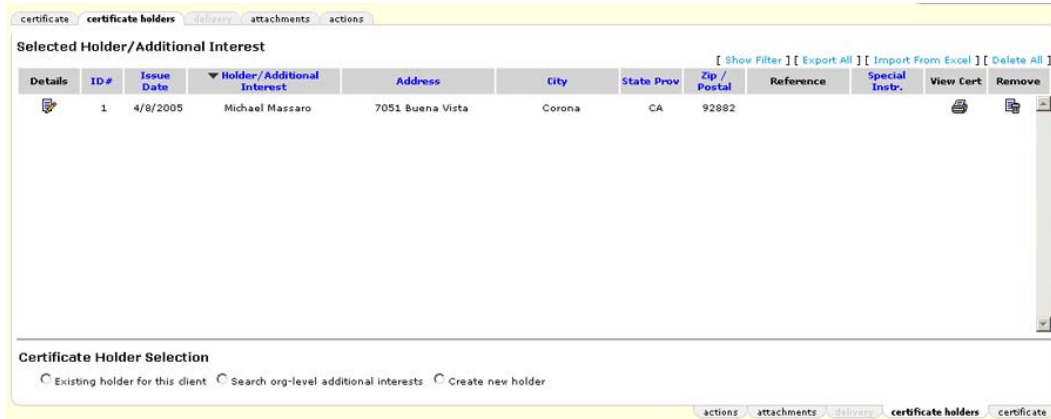 certificate certificate holders delivery attachments actions
Selected Holder/Additional Interest
[ Show Filter ] [ Export All ] [ Import From Excel ] [ Delete All ]
Details ID# Issue Date Holder/Additional Interest Address City State Prov Zip / Postal Reference Special Instr. View Cert Remove
1 4/8/2005 Michael Massaro 7051 Buena Vista Corona CA 92882
Certificate Holder Selection
Existing holder for this client Search org-level additional interests Create new holder
actions attachments delivery certificate holders certificate